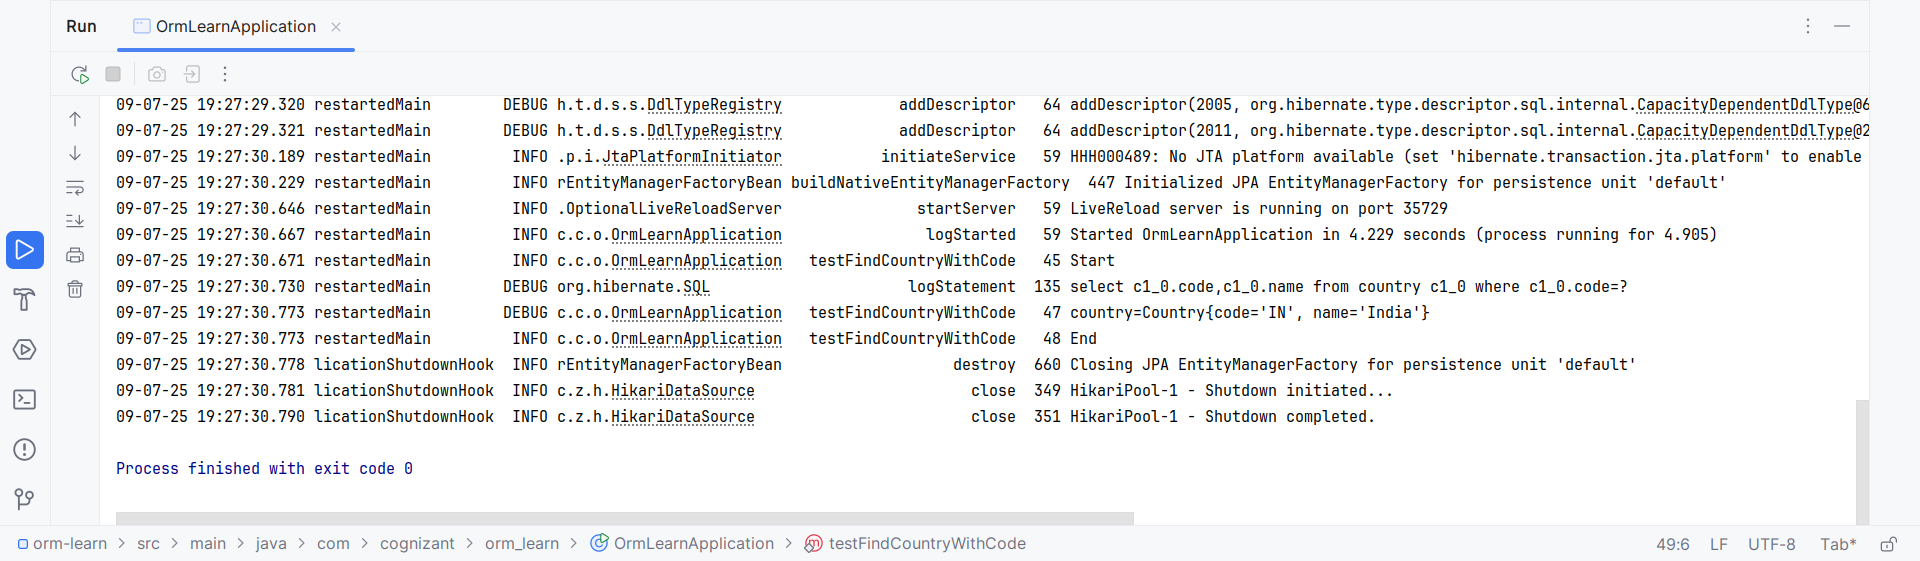 Run OrmLearnApplication
09-07-25 19:27:29.320 restartedMain DEBUG h.t.d.s.s.DdlTypeRegistry addDescriptor 64 addDescriptor(2005, org.hibernate.type.descriptor.sql.internal.CapacityDependentDdlType@6
09-07-25 19:27:29.321 restartedMain DEBUG h.t.d.s.s.DdlTypeRegistry addDescriptor 64 addDescriptor(2011, org.hibernate.type.descriptor.sql.internal.CapacityDependentDdlType@2
09-07-25 19:27:30.189 restartedMain INFO .p.i.JtaPlatformInitiator initiateService 59 HHH000489: No JTA platform available (set 'hibernate.transaction.jta.platform' to enable
09-07-25 19:27:30.229 restartedMain INFO rEntityManagerFactoryBean buildNativeEntityManagerFactory 447 Initialized JPA EntityManagerFactory for persistence unit 'default'
09-07-25 19:27:30.646 restartedMain INFO .OptionalLiveReloadServer startServer 59 LiveReload server is running on port 35729
09-07-25 19:27:30.667 restartedMain INFO c.c.o.OrmLearnApplication logStarted 59 Started OrmLearnApplication in 4.229 seconds (process running for 4.905)
09-07-25 19:27:30.671 restartedMain INFO c.c.o.OrmLearnApplication testFindCountryWithCode 45 Start
09-07-25 19:27:30.730 restartedMain DEBUG org.hibernate.SQL logStatement 135 select c1_0.code,c1_0.name from country c1_0 where c1_0.code=?
09-07-25 19:27:30.773 restartedMain DEBUG c.c.o.OrmLearnApplication testFindCountryWithCode 47 country=Country{code='IN', name='India'}
09-07-25 19:27:30.773 restartedMain INFO c.c.o.OrmLearnApplication testFindCountryWithCode 48 End
09-07-25 19:27:30.778 licationShutdownHook INFO rEntityManagerFactoryBean destroy 660 Closing JPA EntityManagerFactory for persistence unit 'default'
09-07-25 19:27:30.781 licationShutdownHook INFO c.z.h.HikariDataSource close 349 HikariPool-1 - Shutdown initiated...
09-07-25 19:27:30.790 licationShutdownHook INFO c.z.h.HikariDataSource close 351 HikariPool-1 - Shutdown completed.
Process finished with exit code 0
orm-learn > src > main > java > com > cognizant > orm_learn > OrmLearnApplication > testFindCountryWithCode 49:6 LF UTF-8 Tab*